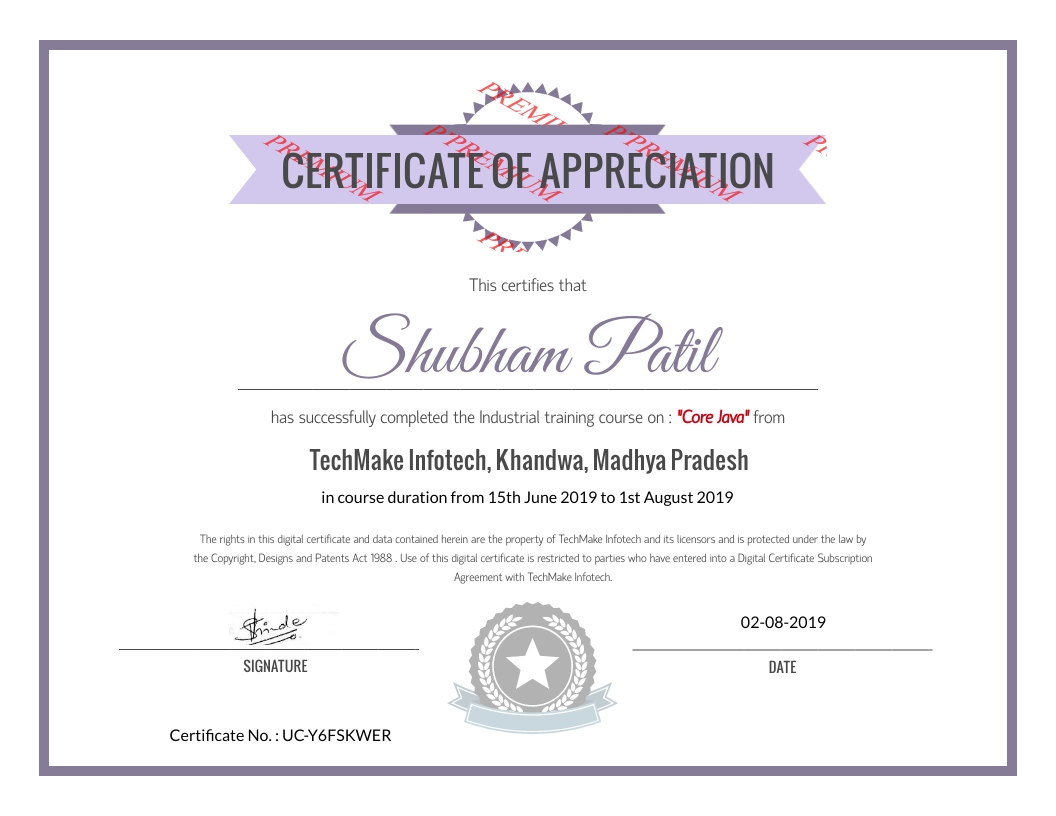 CERTIFICATE OF APPRECIATION
PREMIUM
PREMIUM
PREMIUM
This certifies that
Shubham Patil
has successfully completed the Industrial training course on : "Core Java" from
TechMake Infotech, Khandwa, Madhya Pradesh
in course duration from 15th June 2019 to 1st August 2019
The rights in this digital certificate and data contained herein are the property of TechMake Infotech and its licensors and is protected under the law by
the Copyright, Designs and Patents Act 1988 . Use of this digital certificate is restricted to parties who have entered into a Digital Certificate Subscription
Agreement with TechMake Infotech.
02-08-2019
SIGNATURE
DATE
Certificate No. : UC-Y6FSKWER